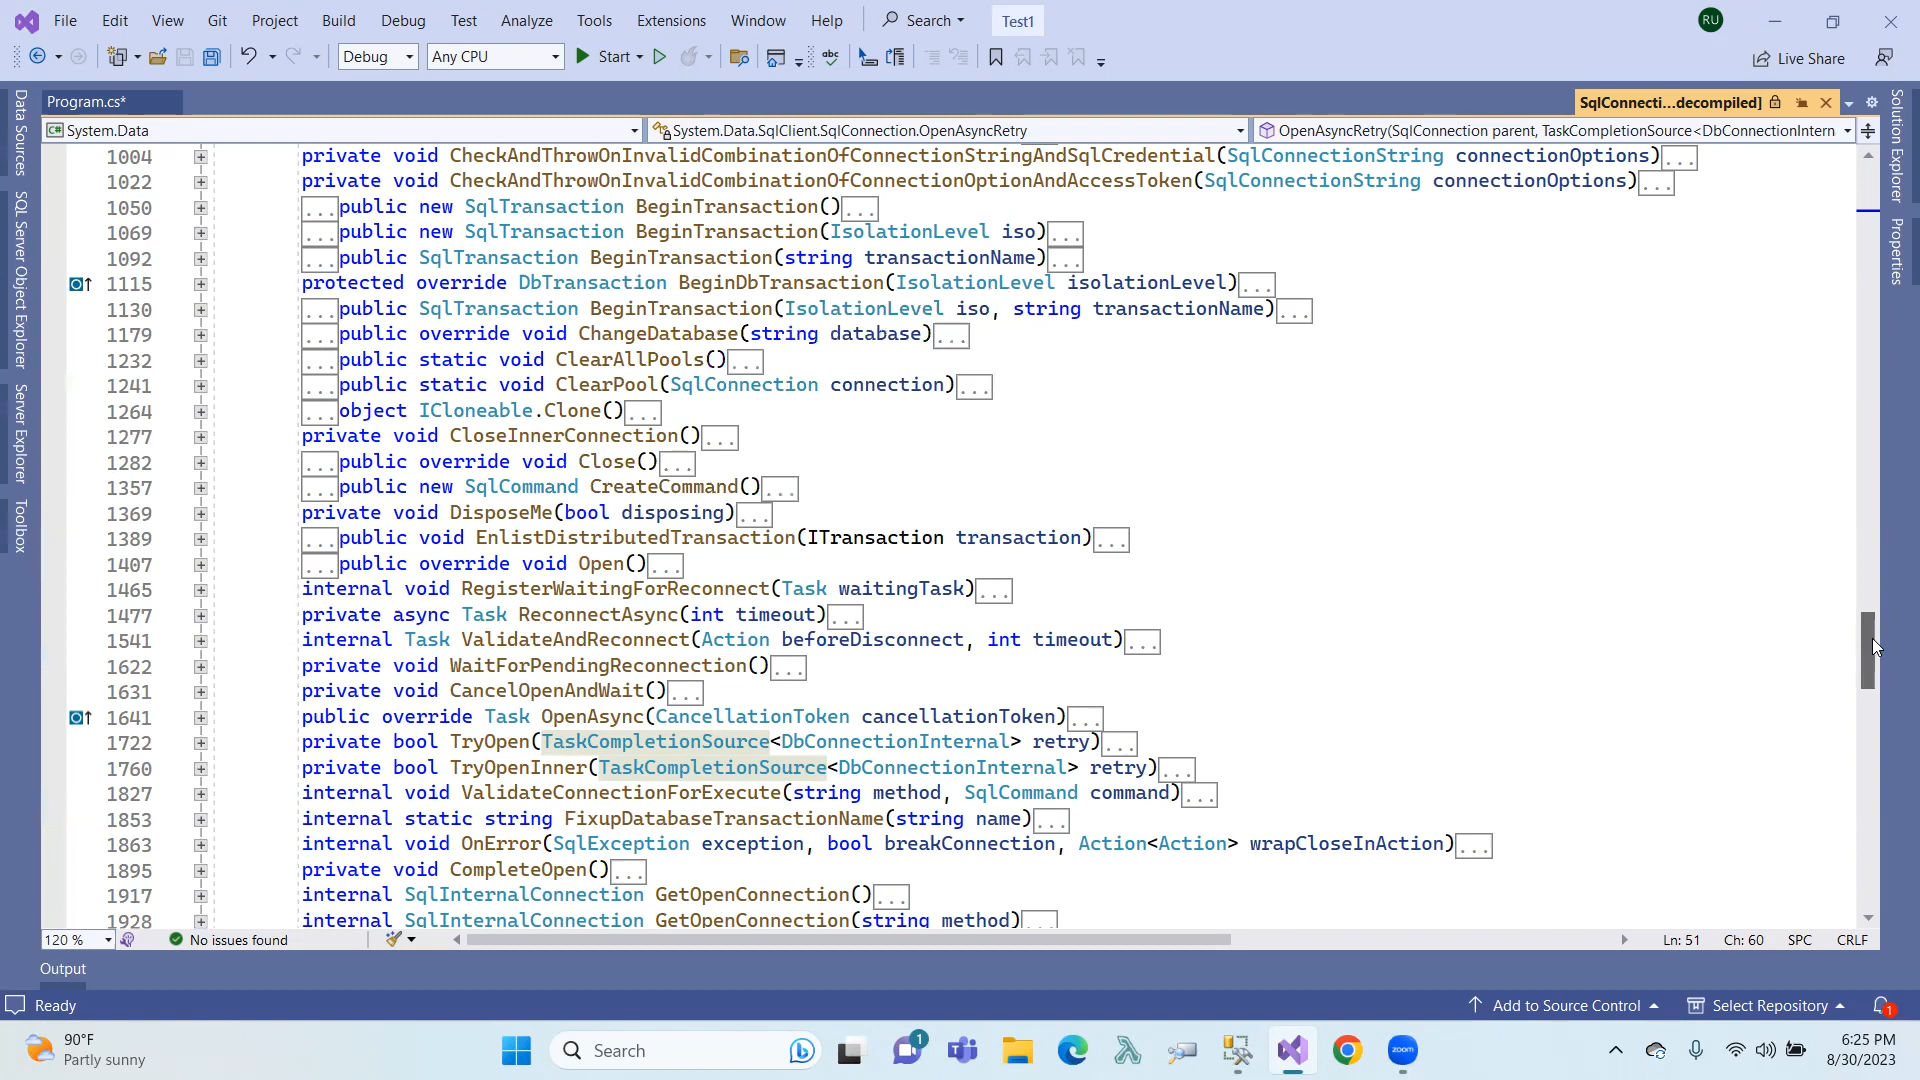 File Edit View Git Project Build Debug Test Analyze Tools Extensions Window Help Search Test1 RU
Debug Any CPU Start abc Live Share
Program.cs* SqlConnecti...decompiled]
System.Data System.Data.SqlClient.SqlConnection.OpenAsyncRetry OpenAsyncRetry(SqlConnection parent, TaskCompletionSource<DbConnectionIntern
Data Sources
SQL Server Object Explorer
Server Explorer
Toolbox
Solution Explorer
Properties
1004 private void CheckAndThrowOnInvalidCombinationOfConnectionStringAndSqlCredential(SqlConnectionString connectionOptions)...
1022 private void CheckAndThrowOnInvalidCombinationOfConnectionOptionAndAccessToken(SqlConnectionString connectionOptions)...
1050 ...public new SqlTransaction BeginTransaction()...
1069 ...public new SqlTransaction BeginTransaction(IsolationLevel iso)...
1092 ...public SqlTransaction BeginTransaction(string transactionName)...
1115 protected override DbTransaction BeginDbTransaction(IsolationLevel isolationLevel)...
1130 ...public SqlTransaction BeginTransaction(IsolationLevel iso, string transactionName)...
1179 ...public override void ChangeDatabase(string database)...
1232 ...public static void ClearAllPools()...
1241 ...public static void ClearPool(SqlConnection connection)...
1264 ...object ICloneable.Clone()...
1277 private void CloseInnerConnection()...
1282 ...public override void Close()...
1357 ...public new SqlCommand CreateCommand()...
1369 private void DisposeMe(bool disposing)...
1389 ...public void EnlistDistributedTransaction(ITransaction transaction)...
1407 ...public override void Open()...
1465 internal void RegisterWaitingForReconnect(Task waitingTask)...
1477 private async Task ReconnectAsync(int timeout)...
1541 internal Task ValidateAndReconnect(Action beforeDisconnect, int timeout)...
1622 private void WaitForPendingReconnection()...
1631 private void CancelOpenAndWait()...
1641 public override Task OpenAsync(CancellationToken cancellationToken)...
1722 private bool TryOpen(TaskCompletionSource<DbConnectionInternal> retry)...
1760 private bool TryOpenInner(TaskCompletionSource<DbConnectionInternal> retry)...
1827 internal void ValidateConnectionForExecute(string method, SqlCommand command)...
1853 internal static string FixupDatabaseTransactionName(string name)...
1863 internal void OnError(SqlException exception, bool breakConnection, Action<Action> wrapCloseInAction)...
1895 private void CompleteOpen()...
1917 internal SqlInternalConnection GetOpenConnection()...
1928 internal SqlInternalConnection GetOpenConnection(string method)...
120 % No issues found Ln: 51 Ch: 60 SPC CRLF
Output
Ready Add to Source Control Select Repository 1
90°F
Partly sunny
Search 1 zoom
6:25 PM
8/30/2023